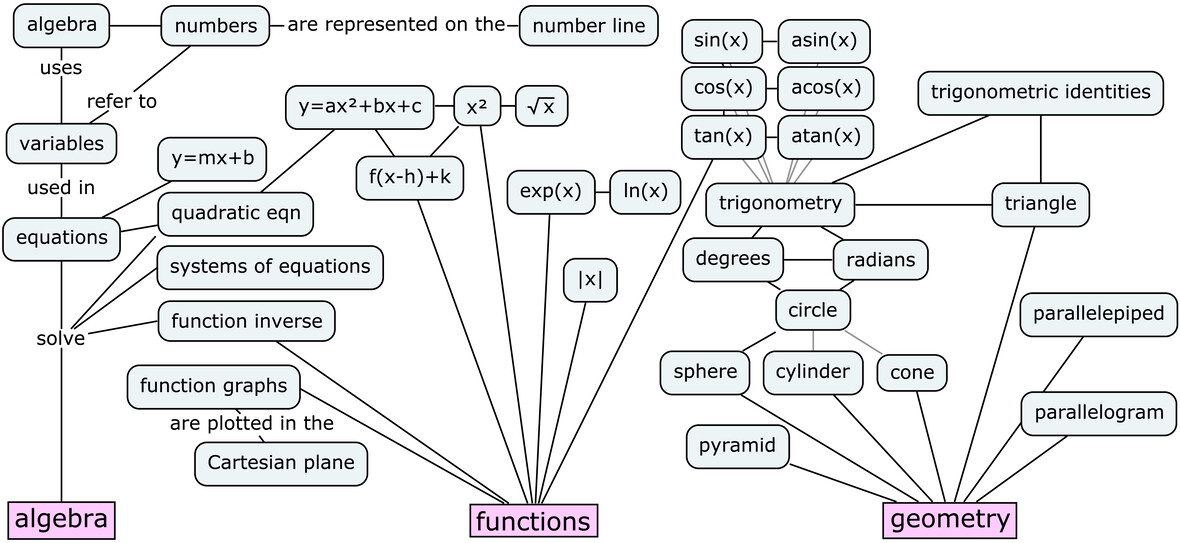 algebra
numbers
are represented on the
number line
uses
refer to
variables
used in
equations
y=mx+b
quadratic eqn
systems of equations
function inverse
solve
function graphs
are plotted in the
Cartesian plane
algebra
y=ax²+bx+c
x²
√x
f(x-h)+k
exp(x)
ln(x)
|x|
functions
sin(x)
asin(x)
cos(x)
acos(x)
tan(x)
atan(x)
trigonometric identities
trigonometry
triangle
degrees
radians
circle
sphere
cylinder
cone
parallelepiped
parallelogram
pyramid
geometry